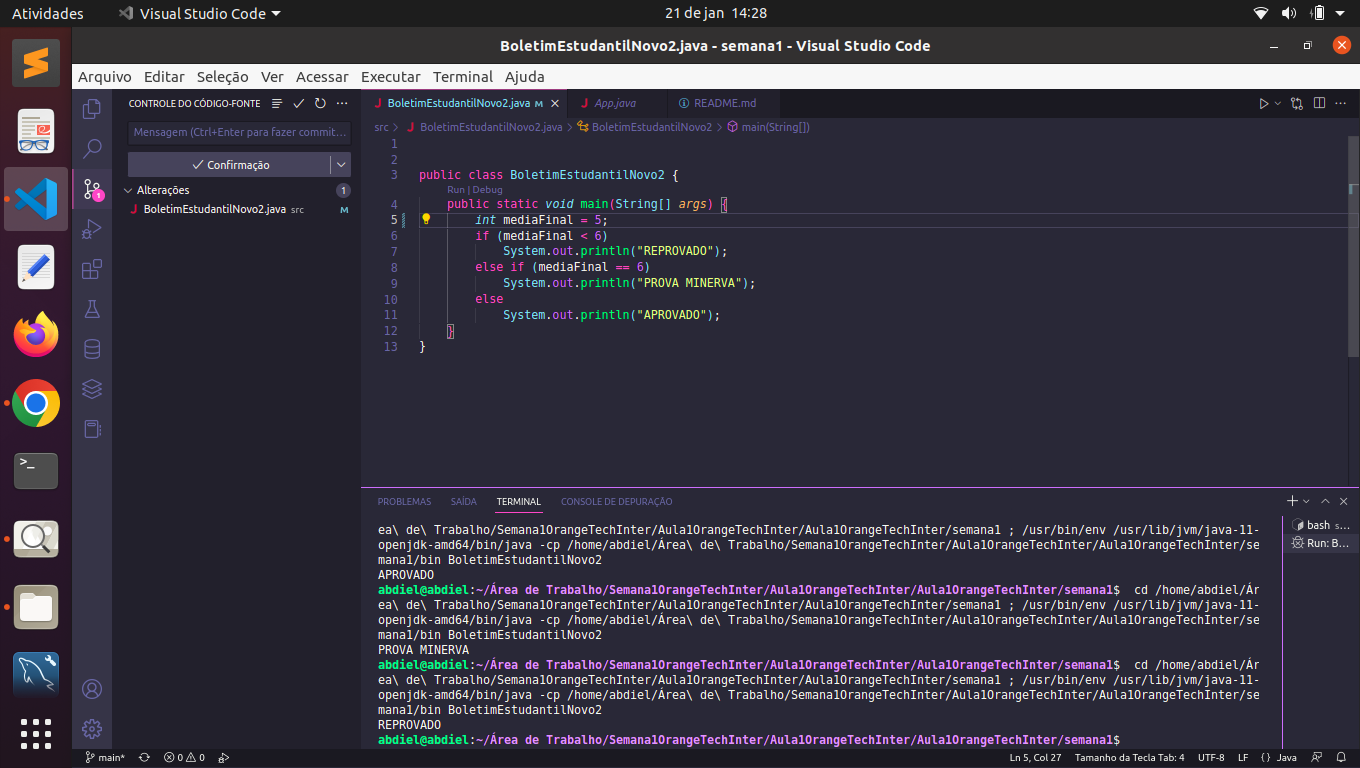 Atividades
Visual Studio Code
21 de jan 14:28
BoletimEstudantilNovo2.java - semana1 - Visual Studio Code
Arquivo Editar Seleção Ver Acessar Executar Terminal Ajuda
CONTROLE DO CÓDIGO-FONTE
Mensagem (Ctrl+Enter para fazer commit...
Confirmação
Alterações 1
J BoletimEstudantilNovo2.java src M
1
J BoletimEstudantilNovo2.java M
J App.java
README.md
src > J BoletimEstudantilNovo2.java > BoletimEstudantilNovo2 > main(String[])
1
2
3 public class BoletimEstudantilNovo2 {
Run | Debug
4 public static void main(String[] args) {
5 int mediaFinal = 5;
6 if (mediaFinal < 6)
7 System.out.println("REPROVADO");
8 else if (mediaFinal == 6)
9 System.out.println("PROVA MINERVA");
10 else
11 System.out.println("APROVADO");
12 }
13 }
PROBLEMAS SAÍDA TERMINAL CONSOLE DE DEPURAÇÃO
ea\ de\ Trabalho/Semana1OrangeTechInter/Aula1OrangeTechInter/Aula1OrangeTechInter/semana1 ; /usr/bin/env /usr/lib/jvm/java-11-
openjdk-amd64/bin/java -cp /home/abdiel/Área\ de\ Trabalho/Semana1OrangeTechInter/Aula1OrangeTechInter/Aula1OrangeTechInter/se
mana1/bin BoletimEstudantilNovo2
APROVADO
abdiel@abdiel:~/Área de Trabalho/Semana1OrangeTechInter/Aula1OrangeTechInter/Aula1OrangeTechInter/semana1$ cd /home/abdiel/Ár
ea\ de\ Trabalho/Semana1OrangeTechInter/Aula1OrangeTechInter/Aula1OrangeTechInter/semana1 ; /usr/bin/env /usr/lib/jvm/java-11-
openjdk-amd64/bin/java -cp /home/abdiel/Área\ de\ Trabalho/Semana1OrangeTechInter/Aula1OrangeTechInter/Aula1OrangeTechInter/se
mana1/bin BoletimEstudantilNovo2
PROVA MINERVA
abdiel@abdiel:~/Área de Trabalho/Semana1OrangeTechInter/Aula1OrangeTechInter/Aula1OrangeTechInter/semana1$ cd /home/abdiel/Ár
ea\ de\ Trabalho/Semana1OrangeTechInter/Aula1OrangeTechInter/Aula1OrangeTechInter/semana1 ; /usr/bin/env /usr/lib/jvm/java-11-
openjdk-amd64/bin/java -cp /home/abdiel/Área\ de\ Trabalho/Semana1OrangeTechInter/Aula1OrangeTechInter/Aula1OrangeTechInter/se
mana1/bin BoletimEstudantilNovo2
REPROVADO
abdiel@abdiel:~/Área de Trabalho/Semana1OrangeTechInter/Aula1OrangeTechInter/Aula1OrangeTechInter/semana1$
bash s...
Run: B...
main* 0 0
Ln 5, Col 27 Tamanho da Tecla Tab: 4 UTF-8 LF {} Java